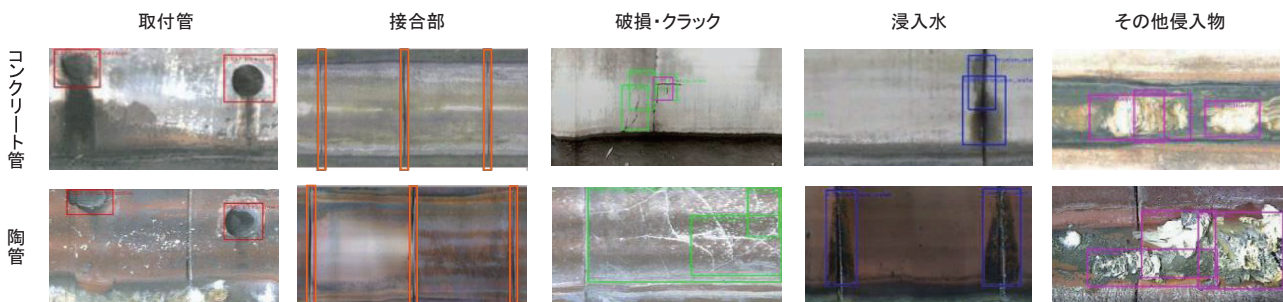 取付管
接合部
破損・クラック
浸入水
その他侵入物
コンクリート管
陶管